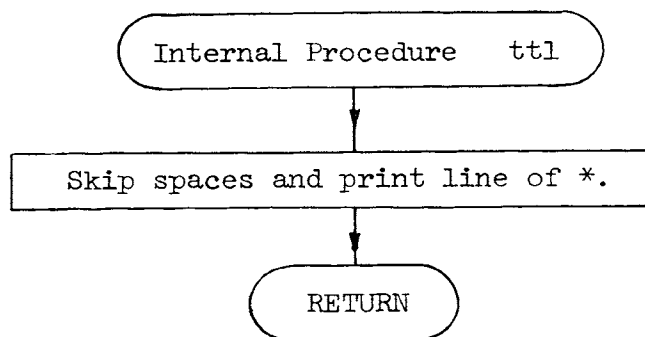 Internal Procedure ttl
Skip spaces and print line of *.
RETURN